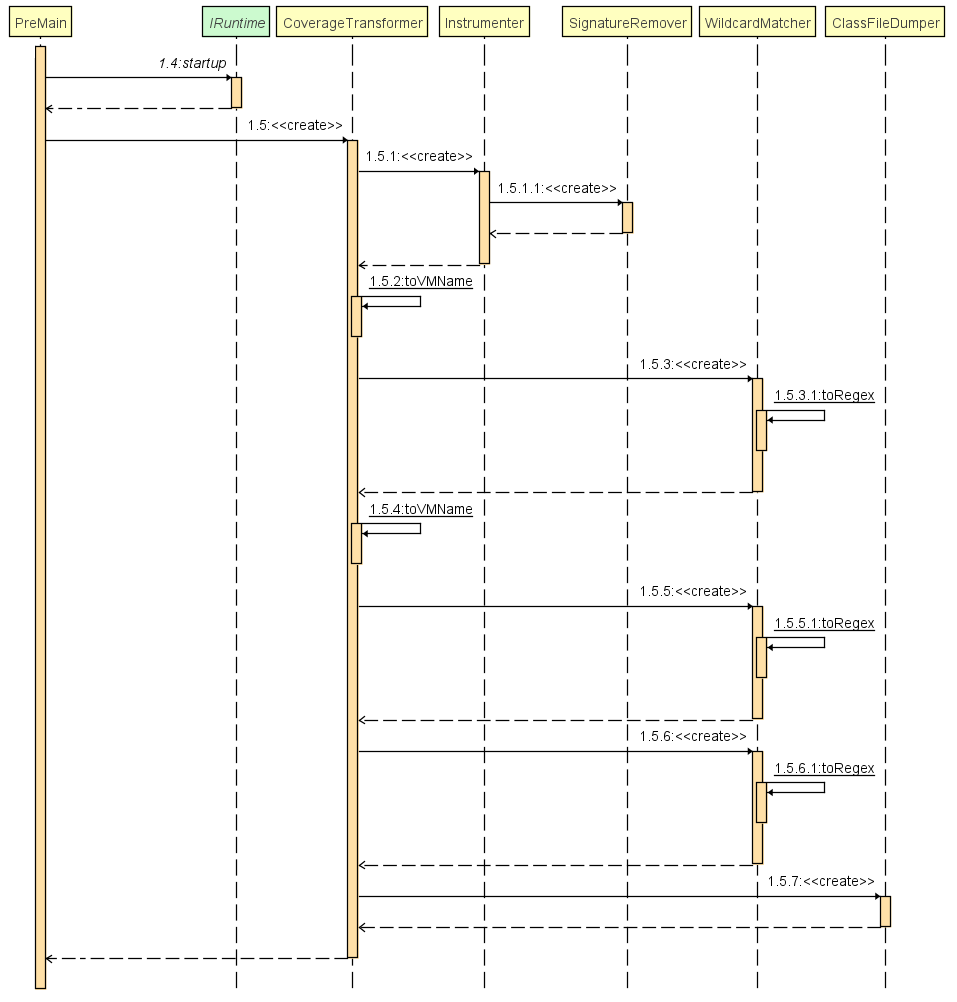 PreMain
IRuntime
CoverageTransformer
Instrumenter
SignatureRemover
WildcardMatcher
ClassFileDumper
1.4:startup
1.5:<<create>>
1.5.1:<<create>>
1.5.1.1:<<create>>
1.5.2:toVMName
1.5.3:<<create>>
1.5.3.1:toRegex
1.5.4:toVMName
1.5.5:<<create>>
1.5.5.1:toRegex
1.5.6:<<create>>
1.5.6.1:toRegex
1.5.7:<<create>>